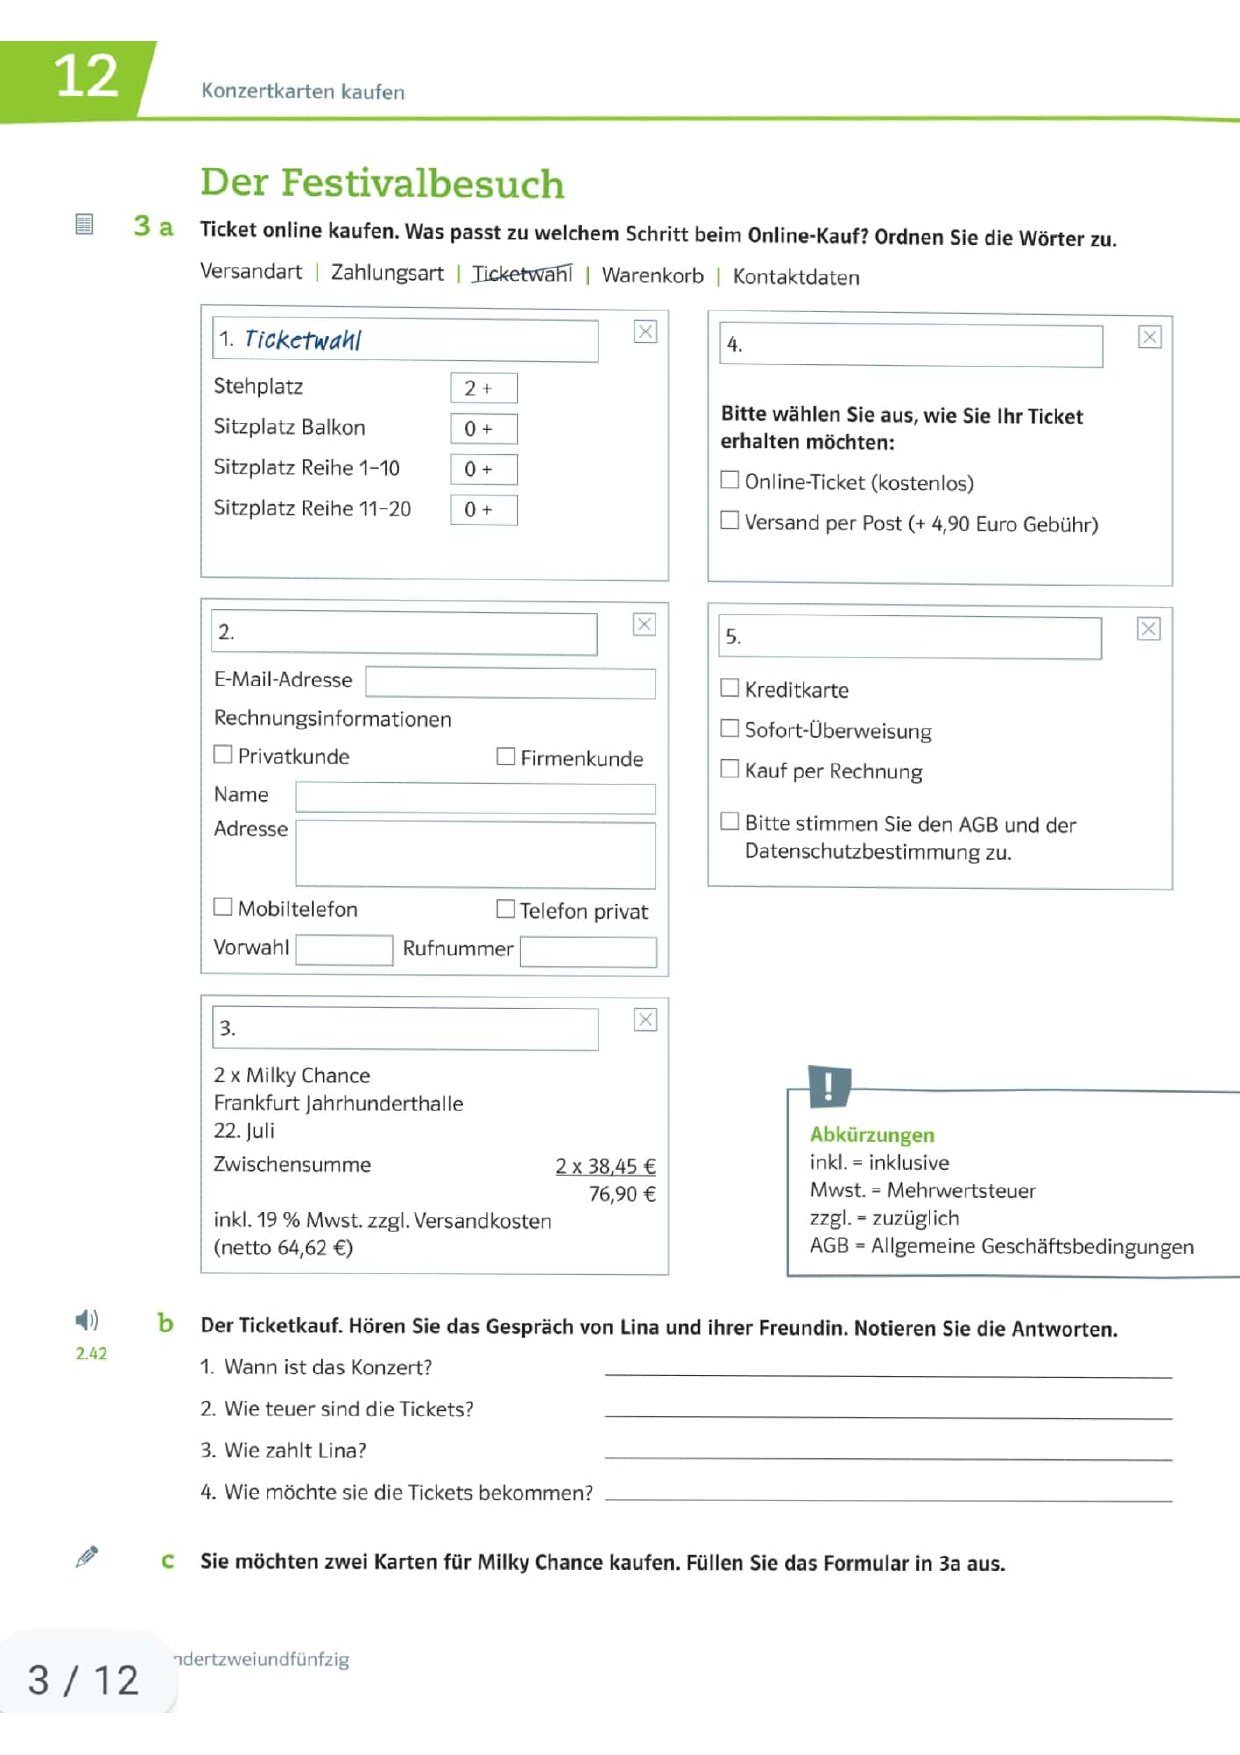 12
Konzertkarten kaufen
Der Festivalbesuch
3 a Ticket online kaufen. Was passt zu welchem Schritt beim Online-Kauf? Ordnen Sie die Wörter zu.
Versandart | Zahlungsart | Ticketwahl | Warenkorb | Kontaktdaten
1. Ticketwahl
Stehplatz 2 +
Sitzplatz Balkon 0 +
Sitzplatz Reihe 1–10 0 +
Sitzplatz Reihe 11–20 0 +
4.
Bitte wählen Sie aus, wie Sie Ihr Ticket
erhalten möchten:
Online-Ticket (kostenlos)
Versand per Post (+ 4,90 Euro Gebühr)
2.
E-Mail-Adresse
Rechnungsinformationen
Privatkunde Firmenkunde
Name
Adresse
Mobiltelefon Telefon privat
Vorwahl Rufnummer
5.
Kreditkarte
Sofort-Überweisung
Kauf per Rechnung
Bitte stimmen Sie den AGB und der
Datenschutzbestimmung zu.
3.
2 x Milky Chance
Frankfurt Jahrhunderthalle
22. Juli
Zwischensumme 2 x 38,45 €
76,90 €
inkl. 19 % Mwst. zzgl. Versandkosten
(netto 64,62 €)
!
Abkürzungen
inkl. = inklusive
Mwst. = Mehrwertsteuer
zzgl. = zuzüglich
AGB = Allgemeine Geschäftsbedingungen
b Der Ticketkauf. Hören Sie das Gespräch von Lina und ihrer Freundin. Notieren Sie die Antworten.
2.42
1. Wann ist das Konzert?
2. Wie teuer sind die Tickets?
3. Wie zahlt Lina?
4. Wie möchte sie die Tickets bekommen?
c Sie möchten zwei Karten für Milky Chance kaufen. Füllen Sie das Formular in 3a aus.
ndertzweiundfünfzig
3 / 12